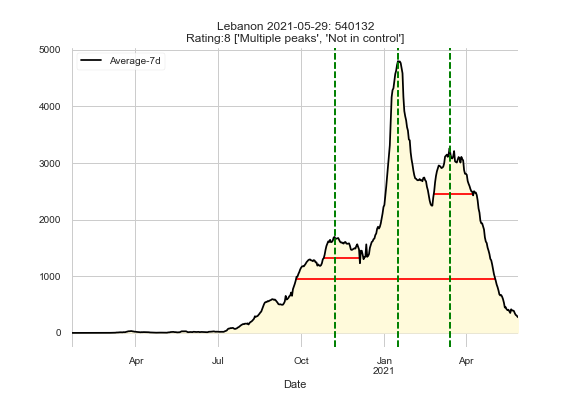 Lebanon 2021-05-29: 540132
Rating:8 ['Multiple peaks', 'Not in control']
Average-7d
5000
4000
3000
2000
1000
0
Apr
Jul
Oct
Jan
2021
Apr
Date